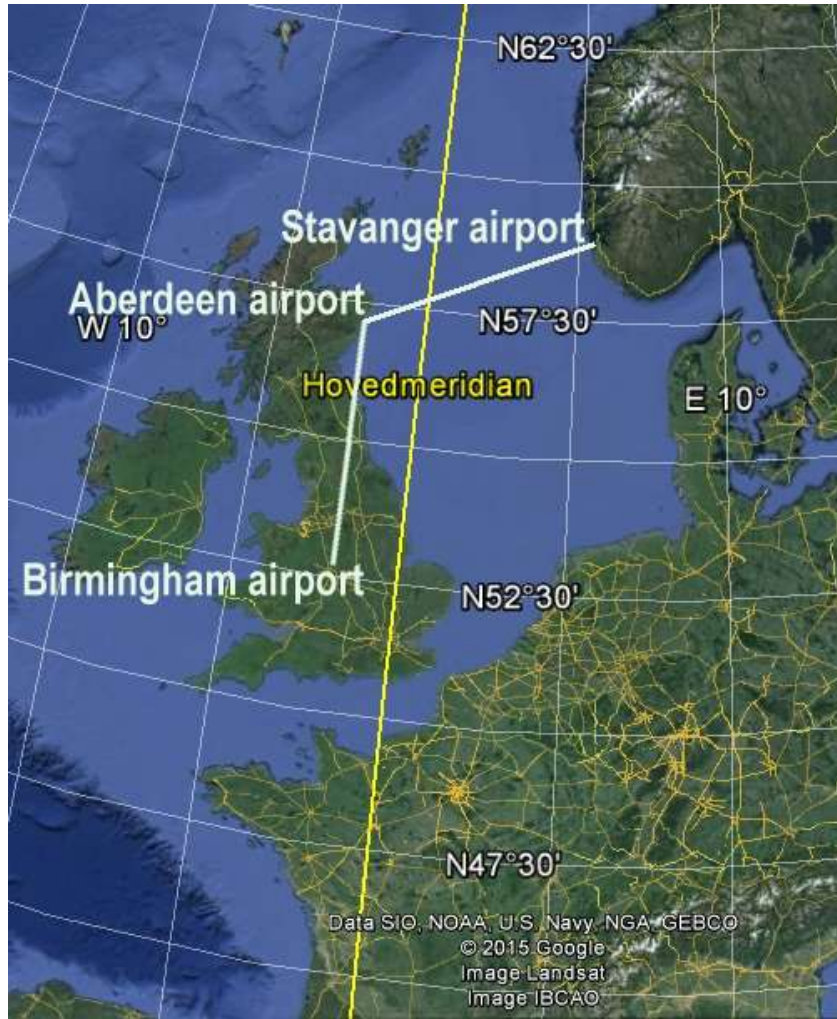 N62°30'
Stavanger airport
Aberdeen airport
W 10°
N57°30'
Hovedmeridian
E 10°
Birmingham airport
N52°30'
N47°30'
Data SIO, NOAA, U.S. Navy, NGA, GEBCO
© 2015 Google
Image Landsat
Image IBCAO